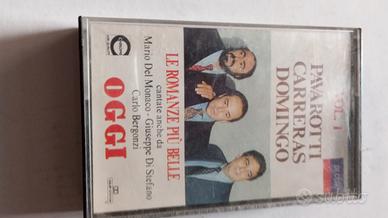 VOL. 1
PAVAROTTI
CARRERAS
DOMINGO
LE ROMANZE PIÙ BELLE
cantate anche da
Mario Del Monaco - Giuseppe Di Stefano
Carlo Bergonzi
OGGI
subito